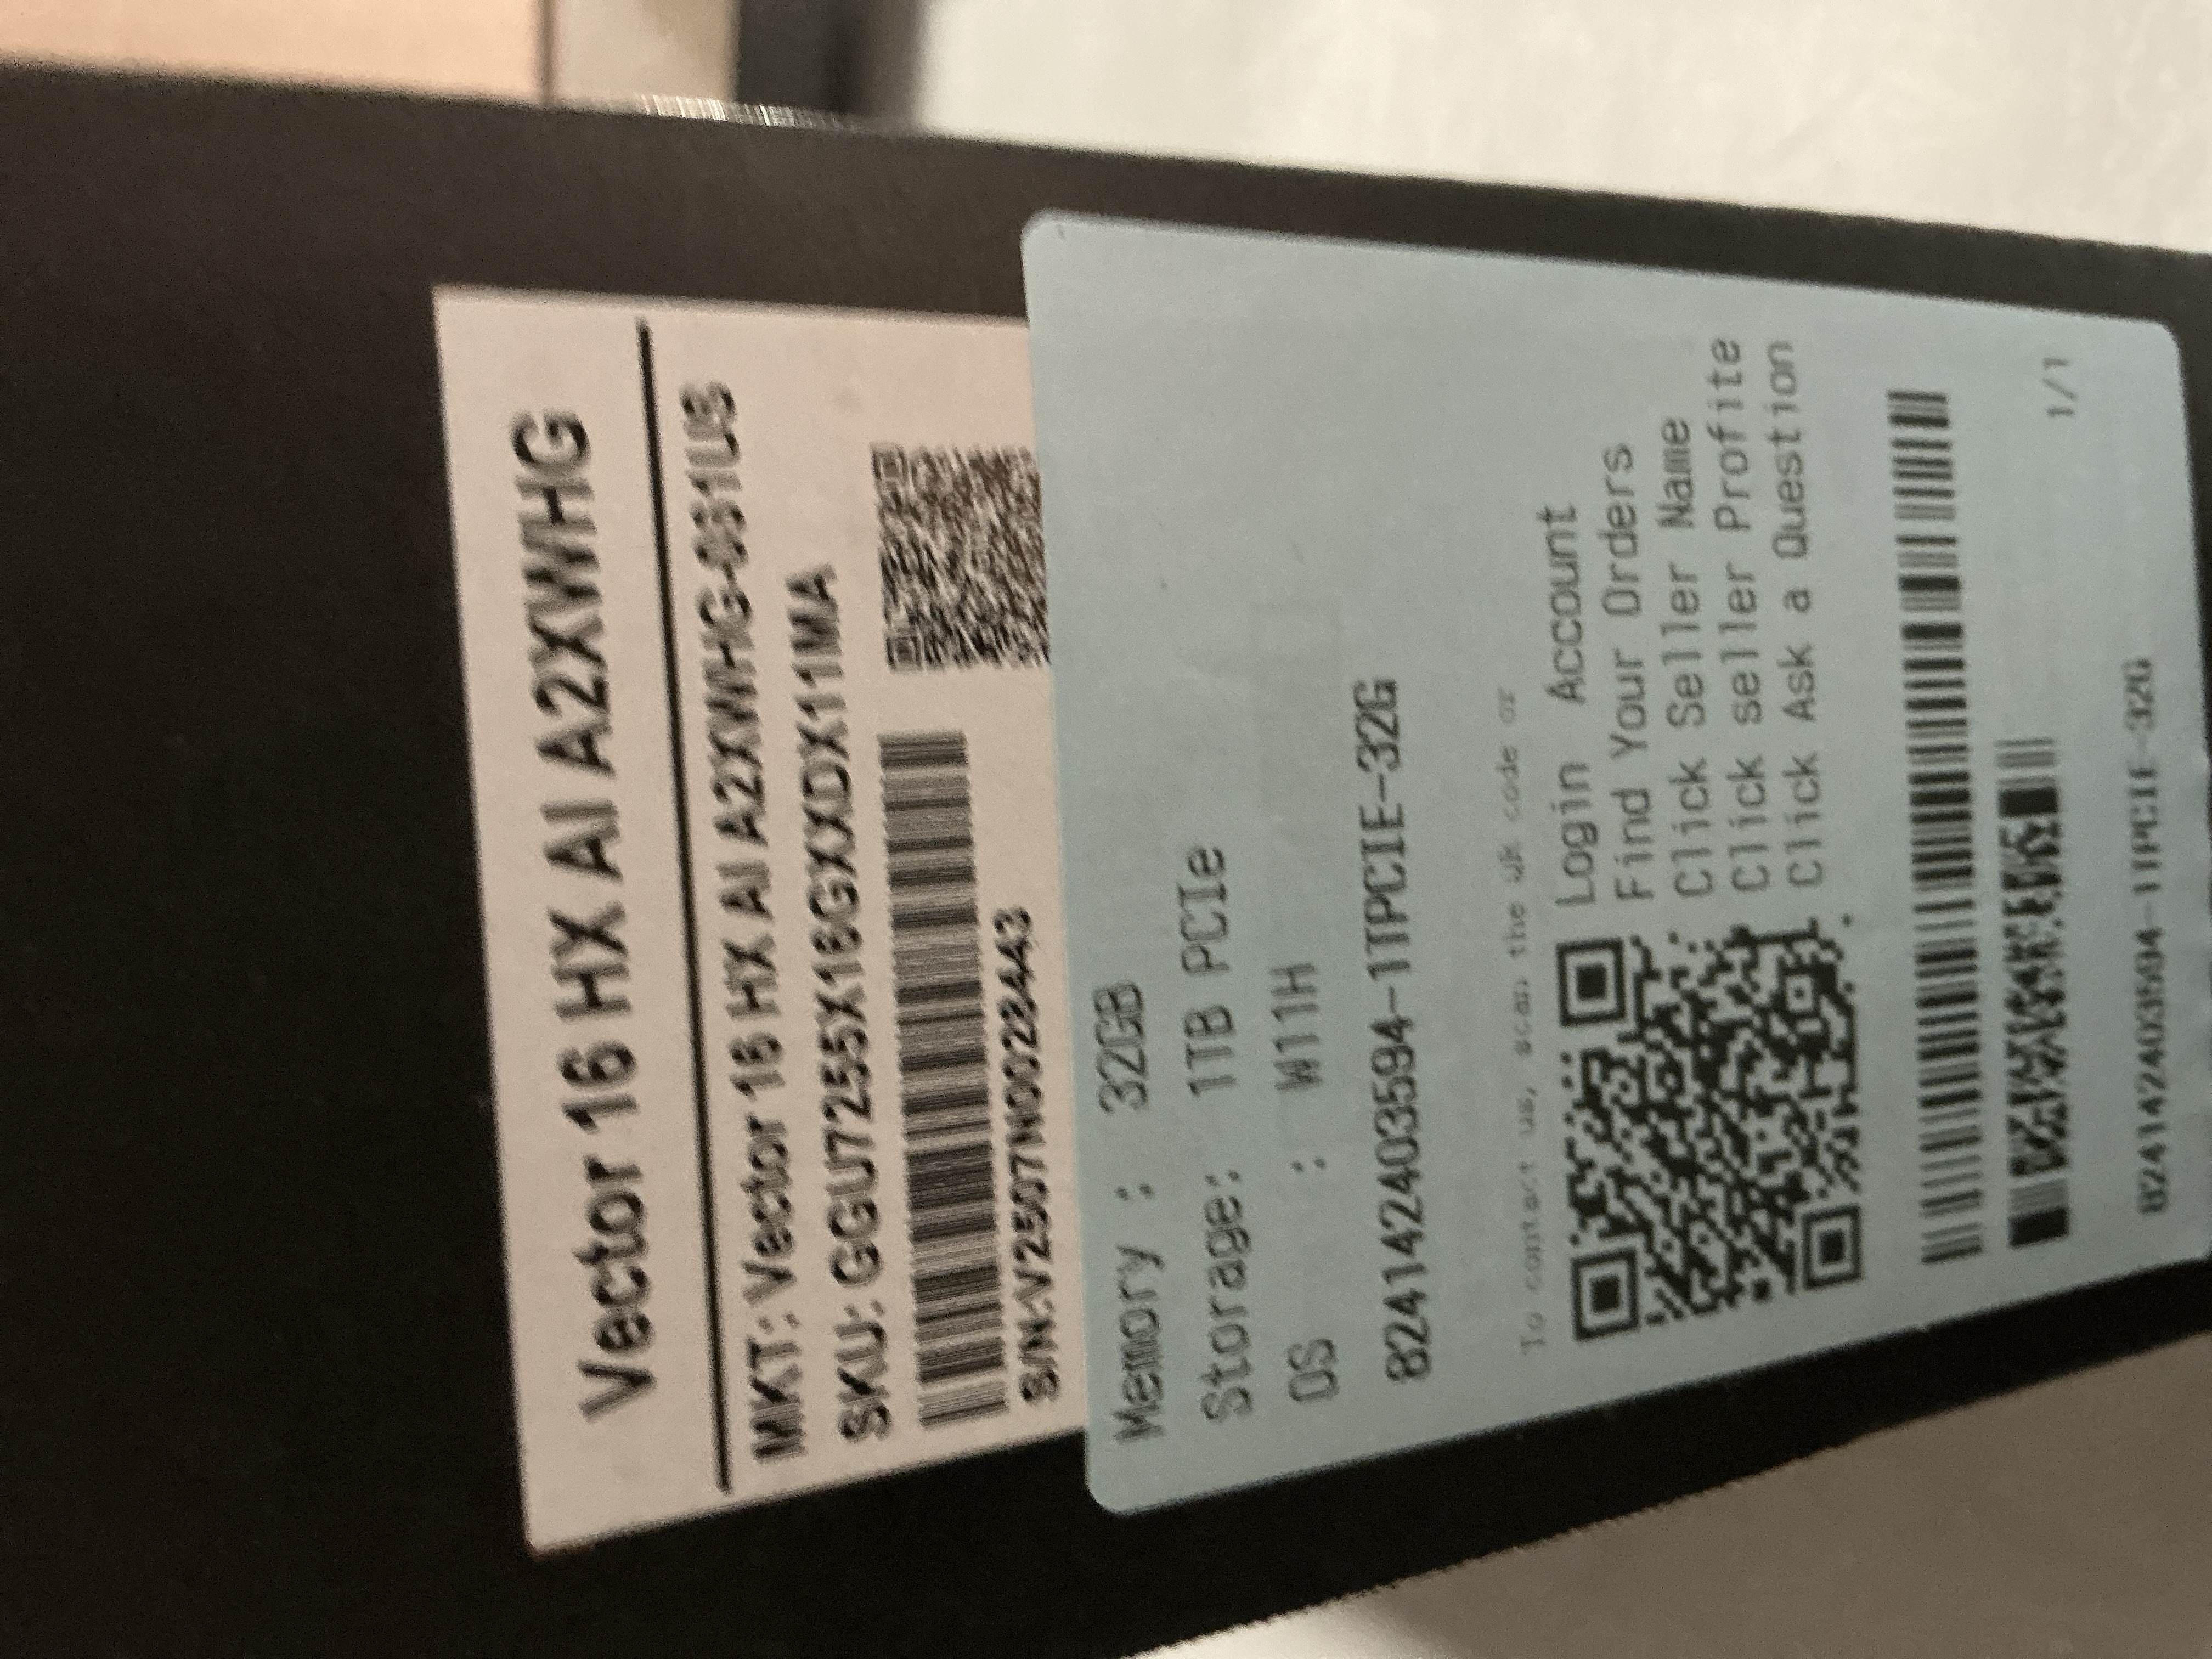 Vector 16 HX AI A2XWHG
MKT: Vector 16 HX AI A2XWHG-031US
SKU: GGU7255X16GXXDX11MA
S/N:V2507N0028443
Memory : 32GB
Storage: 1TB PCIe
OS : W11H
824142403594-1TPCIE-32G
To contact us, scan the QR code or
Login Account
Find Your Orders
Click Seller Name
Click seller Profite
Click Ask a Question
1/1
824142403594-1TPCIE-32G